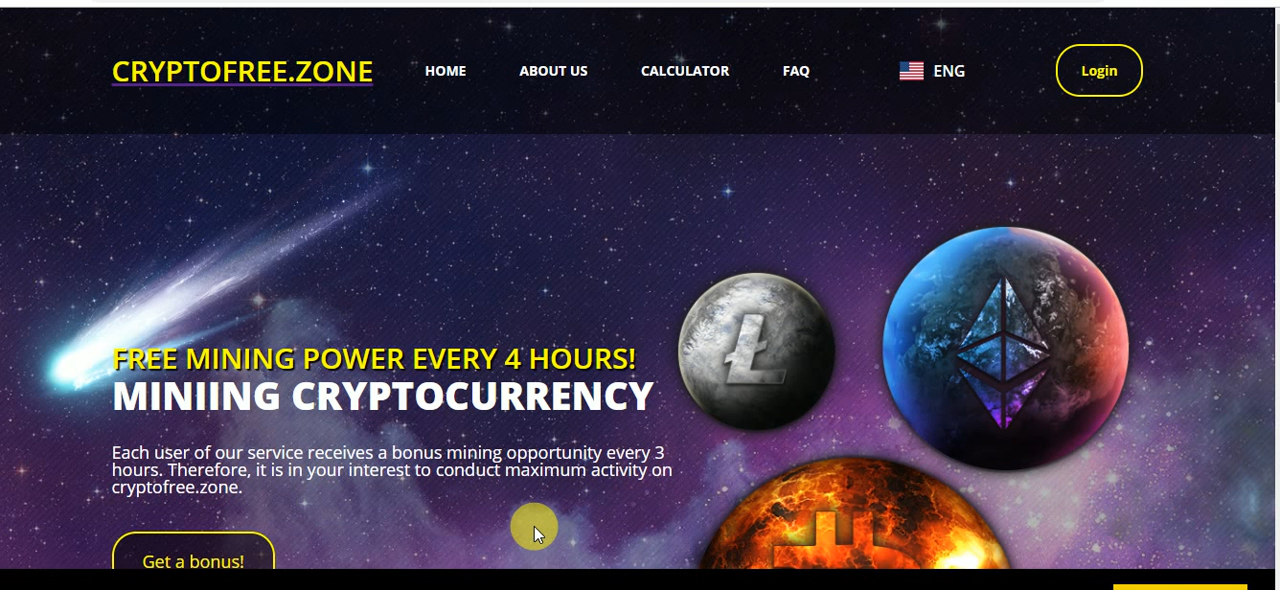 CRYPTOFREE.ZONE
HOME
ABOUT US
CALCULATOR
FAQ
ENG
Login
FREE MINING POWER EVERY 4 HOURS!
MINIING CRYPTOCURRENCY
Each user of our service receives a bonus mining opportunity every 3
hours. Therefore, it is in your interest to conduct maximum activity on
cryptofree.zone.
Get a bonus!